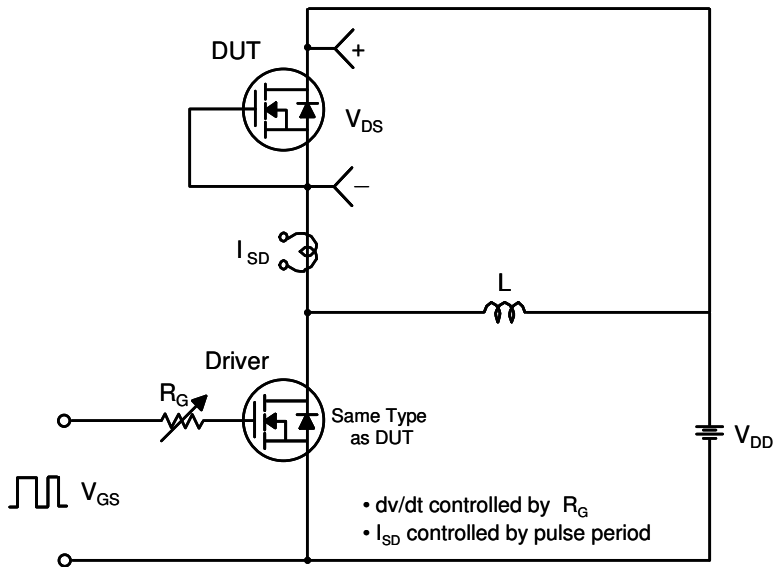 DUT
+
V_DS
–
I_SD
L
Driver
R_G
Same Type
as DUT
V_DD
V_GS
• dv/dt controlled by R_G
• I_SD controlled by pulse period